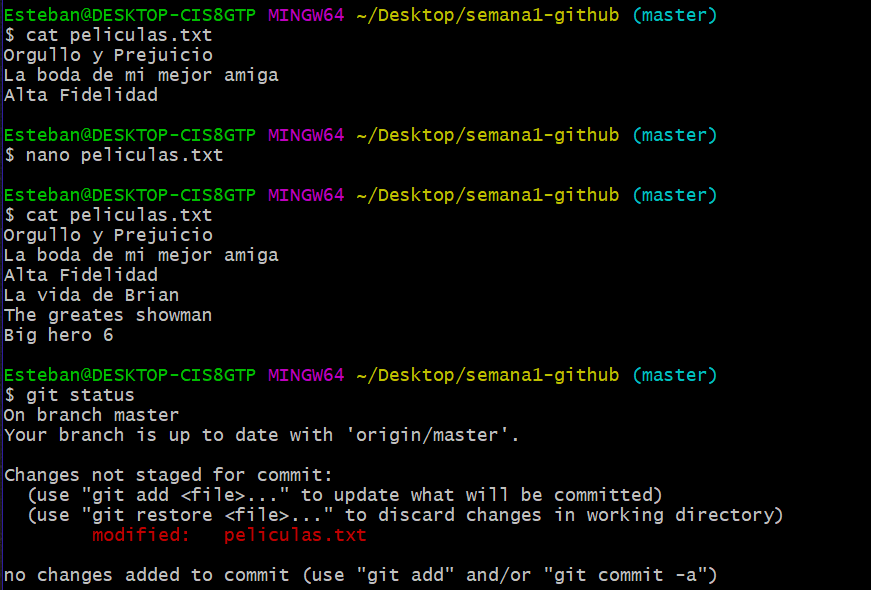 Esteban@DESKTOP-CIS8GTP MINGW64 ~/Desktop/semana1-github (master)
$ cat peliculas.txt
Orgullo y Prejuicio
La boda de mi mejor amiga
Alta Fidelidad
Esteban@DESKTOP-CIS8GTP MINGW64 ~/Desktop/semana1-github (master)
$ nano peliculas.txt
Esteban@DESKTOP-CIS8GTP MINGW64 ~/Desktop/semana1-github (master)
$ cat peliculas.txt
Orgullo y Prejuicio
La boda de mi mejor amiga
Alta Fidelidad
La vida de Brian
The greates showman
Big hero 6
Esteban@DESKTOP-CIS8GTP MINGW64 ~/Desktop/semana1-github (master)
$ git status
On branch master
Your branch is up to date with 'origin/master'.
Changes not staged for commit:
(use "git add <file>..." to update what will be committed)
(use "git restore <file>..." to discard changes in working directory)
modified: peliculas.txt
no changes added to commit (use "git add" and/or "git commit -a")